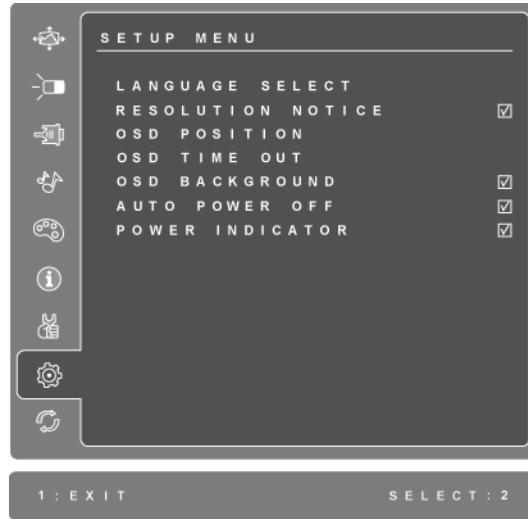 SETUP MENU
LANGUAGE SELECT
RESOLUTION NOTICE
OSD POSITION
OSD TIME OUT
OSD BACKGROUND
AUTO POWER OFF
POWER INDICATOR
1:EXIT SELECT:2